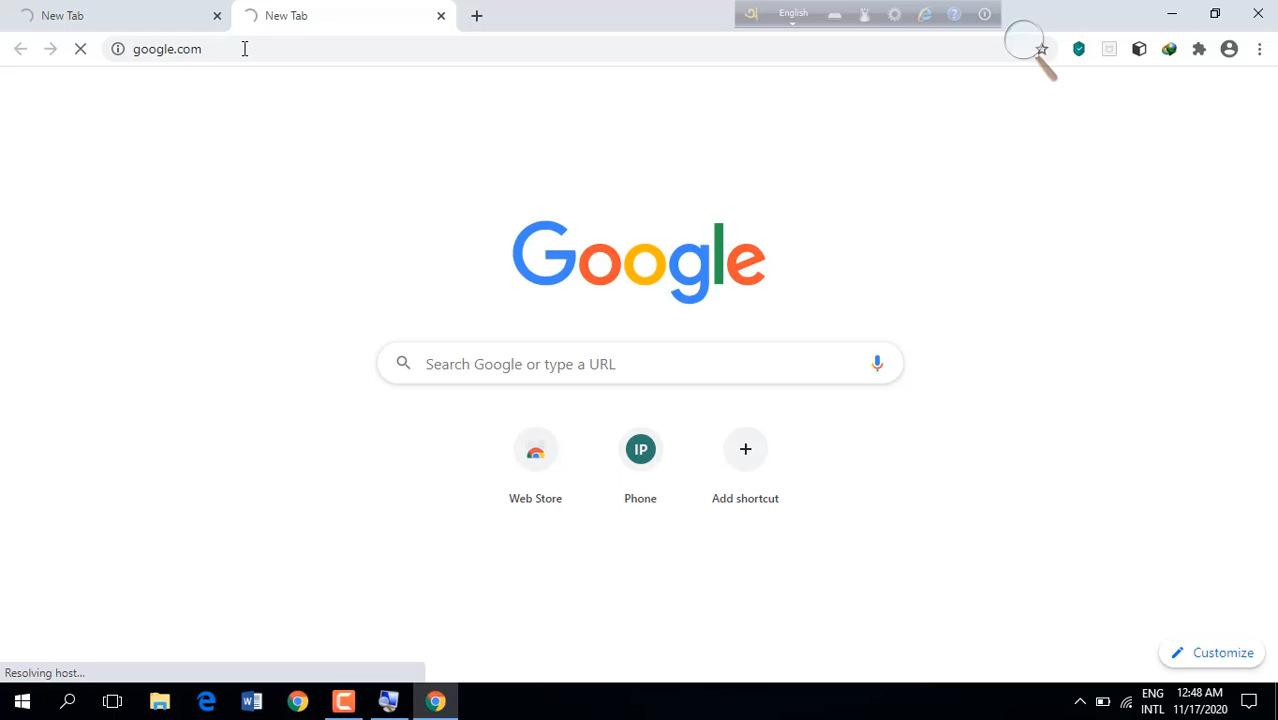 New Tab
New Tab
অ English
google.com
Google
Search Google or type a URL
IP
Web Store
Phone
Add shortcut
Customize
Resolving host...
ENG
INTL
12:48 AM
11/17/2020